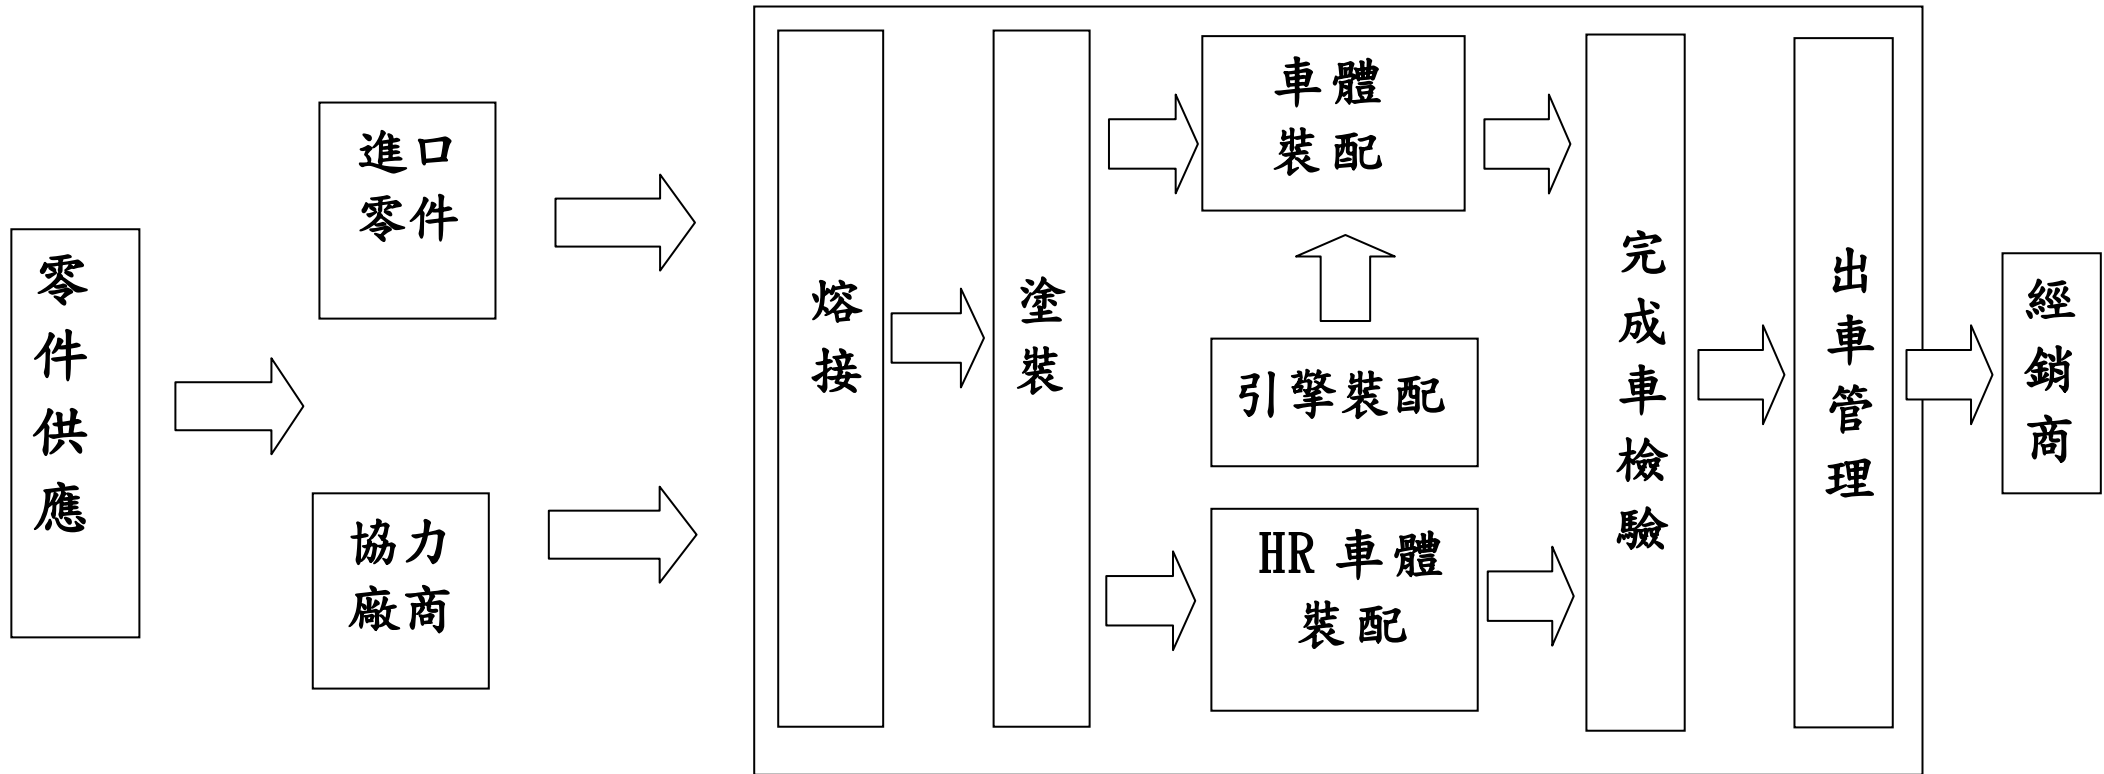 零件供應
進口
零件
協力
廠商
熔接
塗裝
車體
裝配
引擎裝配
HR 車體
裝配
完成車檢驗
出車管理
經銷商